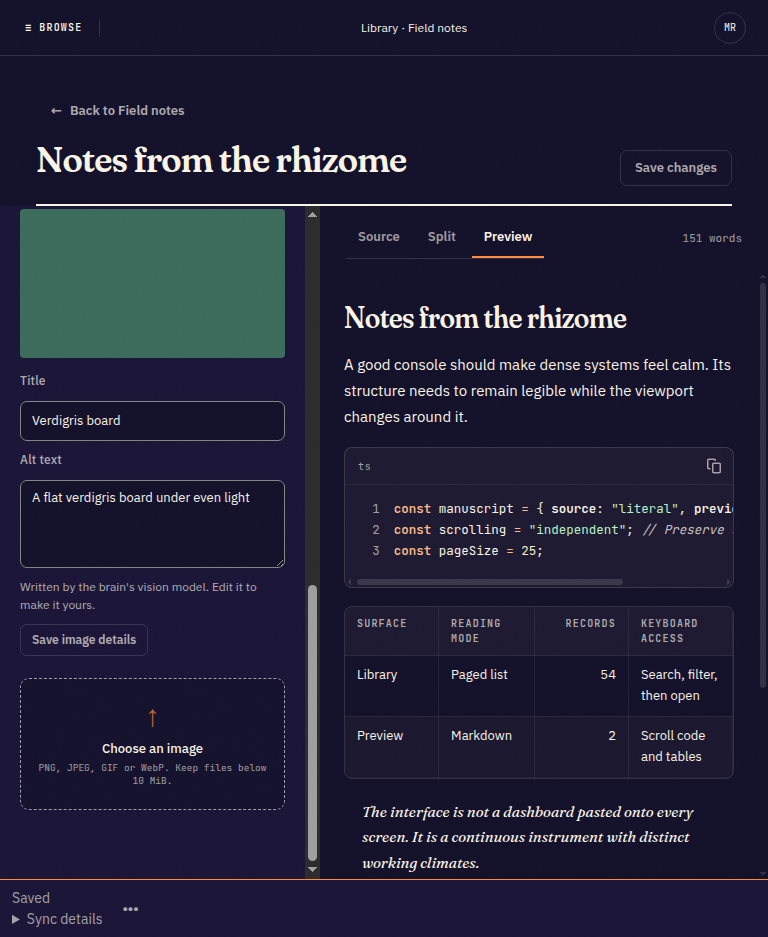 ≡ BROWSE
Library · Field notes
MR
← Back to Field notes
Notes from the rhizome
Save changes
Title
Verdigris board
Alt text
A flat verdigris board under even light
Written by the brain's vision model. Edit it to
make it yours.
Save image details
↑
Choose an image
PNG, JPEG, GIF or WebP. Keep files below
10 MiB.
Source Split Preview
151 words
Notes from the rhizome
A good console should make dense systems feel calm. Its
structure needs to remain legible while the viewport
changes around it.
ts
1 const manuscript = { source: "literal", previ
2 const scrolling = "independent"; // Preserve
3 const pageSize = 25;
SURFACE READING MODE RECORDS KEYBOARD ACCESS
Library Paged list 54 Search, filter,
then open
Preview Markdown 2 Scroll code
and tables
The interface is not a dashboard pasted onto every
screen. It is a continuous instrument with distinct
working climates.
Saved
▶ Sync details
•••